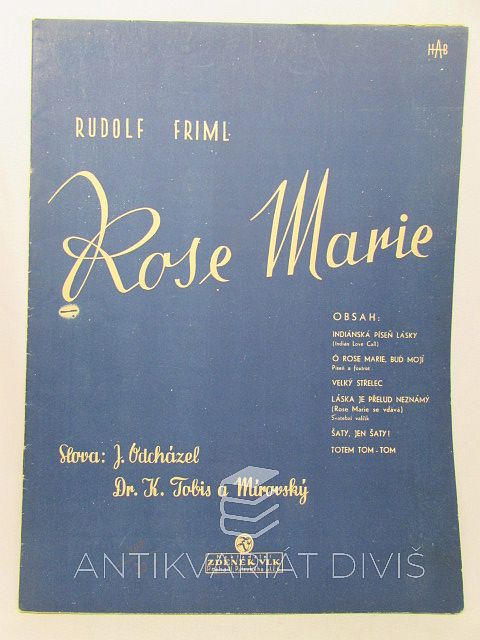 HAB
RUDOLF FRIML
Rose Marie
OBSAH:
INDIÁNSKÁ PÍSEŇ LÁSKY
(Indian Love Call)
Ó ROSE MARIE, BUĎ MOJÍ
Píseň a foxtrot
VELKÝ STŘELEC
LÁSKA JE PŘELUD NEZNÁMÝ
(Rose Marie se vdává)
Svatební valčík
ŠATY, JEN ŠATY!
TOTEM TOM-TOM
Slova: J. Odcházel
Dr. K. Tobis a Mírovský
ZDENĚK VLK
ANTIKVARIÁT DIVIŠ